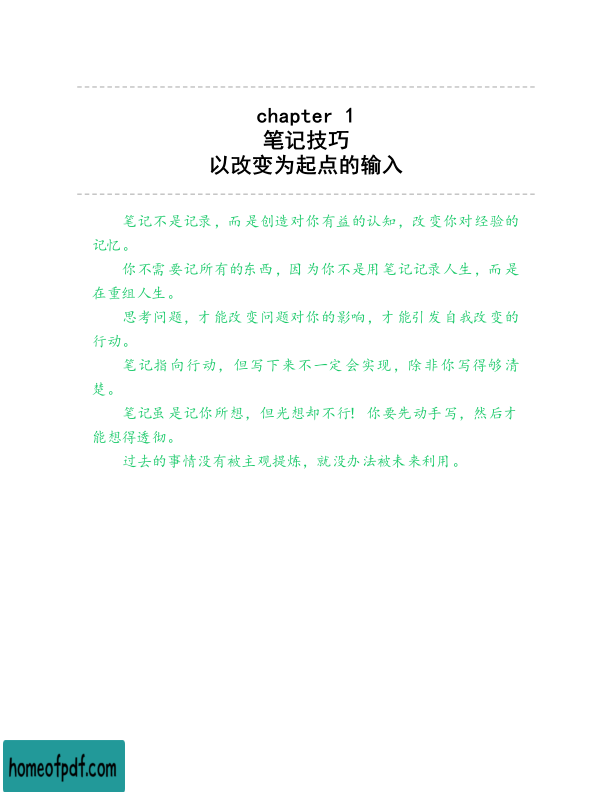 chapter 1
笔记技巧
以改变为起点的输入
笔记不是记录，而是创造对你有益的认知，改变你对经验的
记忆。
你不需要记所有的东西，因为你不是用笔记记录人生，而是
在重组人生。
思考问题，才能改变问题对你的影响，才能引发自我改变的
行动。
笔记指向行动，但写下来不一定会实现，除非你写得够清
楚。
笔记虽是记你所想，但光想却不行！你要先动手写，然后才
能想得透彻。
过去的事情没有被主观提炼，就没办法被未来利用。
homeofpdf.com